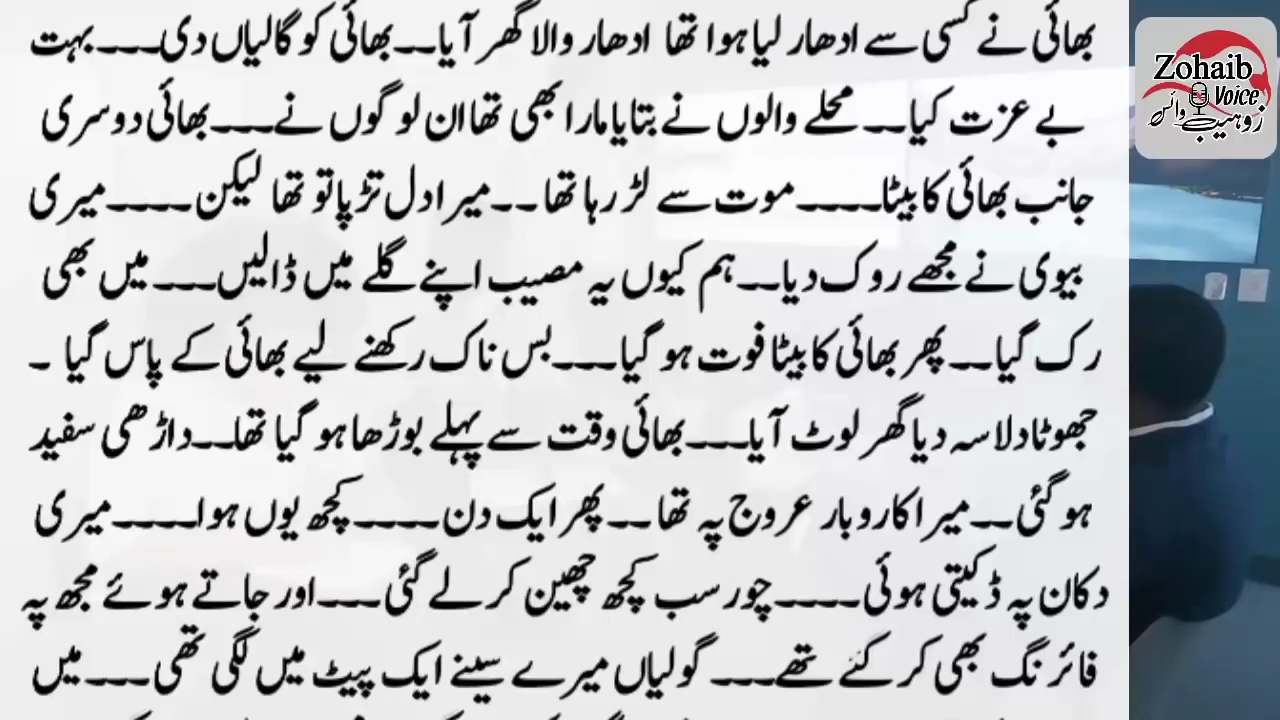 بھائی نے کسی سے ادھار لیا ہوا تھا ادھار والا گھر آیا۔۔بھائی کو گالیاں دی۔۔۔بہت
بے عزت کیا۔۔محلے والوں نے بتایا مارا بھی تھا ان لوگوں نے۔۔۔بھائی دوسری
جانب بھائی کا بیٹا۔۔۔۔موت سے لڑ رہا تھا۔۔میرا دل تڑپا تو تھا لیکن۔۔۔۔میری
بیوی نے مجھے روک دیا۔۔ہم کیوں یہ مصیب اپنے گلے میں ڈالیں۔۔۔میں بھی
رک گیا۔۔پھر بھائی کا بیٹا فوت ہو گیا۔۔۔بس ناک رکھنے لیے بھائی کے پاس گیا ۔
جھوٹا دلاسہ دیا گھر لوٹ آیا۔۔۔بھائی وقت سے پہلے بوڑھا ہو گیا تھا۔۔داڑھی سفید
ہو گئی۔۔میرا کاروبار عروج پہ تھا۔۔پھر ایک دن۔۔۔۔کچھ یوں ہوا۔۔۔۔میری
دکان پہ ڈکیتی ہوئی۔۔۔۔چور سب کچھ چھین کر لے گئی۔۔۔اور جاتے ہوئے مجھ پہ
فائرنگ بھی کر گئے تھے۔۔۔گولیاں میرے سینے ایک پیٹ میں لگی تھی۔۔۔میں
Zohaib
Voice
زوہیب وائس